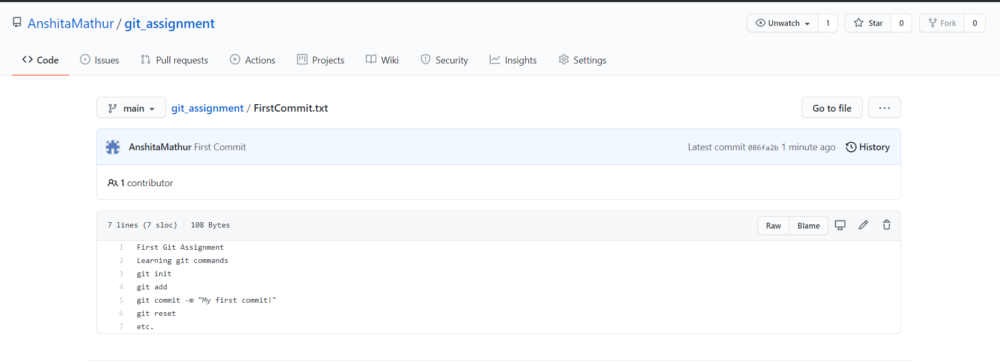 AnshitaMathur / git_assignment
Unwatch 1 Star 0 Fork 0
Code Issues Pull requests Actions Projects Wiki Security Insights Settings
main git_assignment / FirstCommit.txt Go to file ...
AnshitaMathur First Commit Latest commit 086fa2b 1 minute ago History
1 contributor
7 lines (7 sloc) 108 Bytes Raw Blame
1 First Git Assignment
2 Learning git commands
3 git init
4 git add
5 git commit -m "My first commit!"
6 git reset
7 etc.